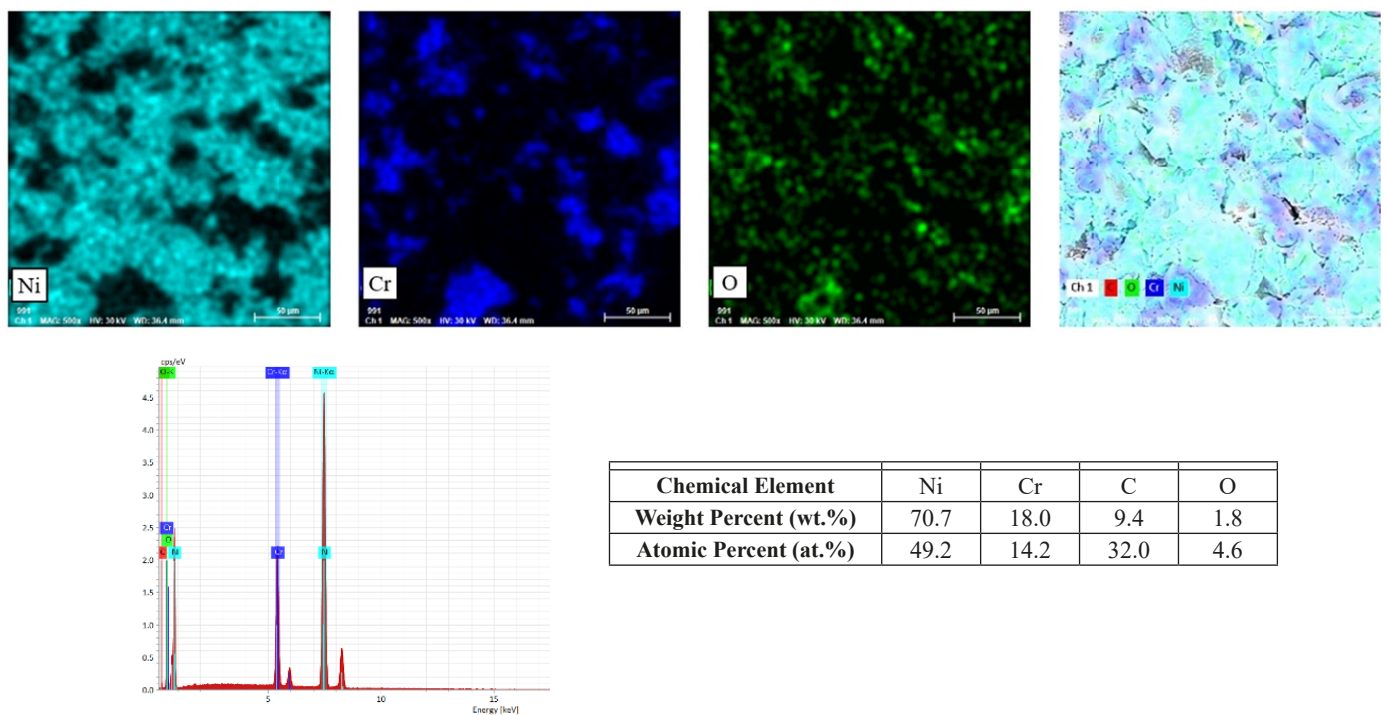 Ni
991
Ch 1 MAG: 500x HV: 30 kV WD: 36.4 mm
50 µm
Cr
991
Ch 1 MAG: 500x HV: 30 kV WD: 36.4 mm
50 µm
O
991
Ch 1 MAG: 500x HV: 30 kV WD: 36.4 mm
50 µm
Ch 1 C O Cr Ni
cps/eV
Cr-Kα Ni-Kα
4.5
4.0
3.5
3.0
2.5
2.0
1.5
1.0
0.5
0.0
Cr
O
C Ni Cr Ni
5 10 15
Energy [keV]
Chemical Element Ni Cr C O
Weight Percent (wt.%) 70.7 18.0 9.4 1.8
Atomic Percent (at.%) 49.2 14.2 32.0 4.6